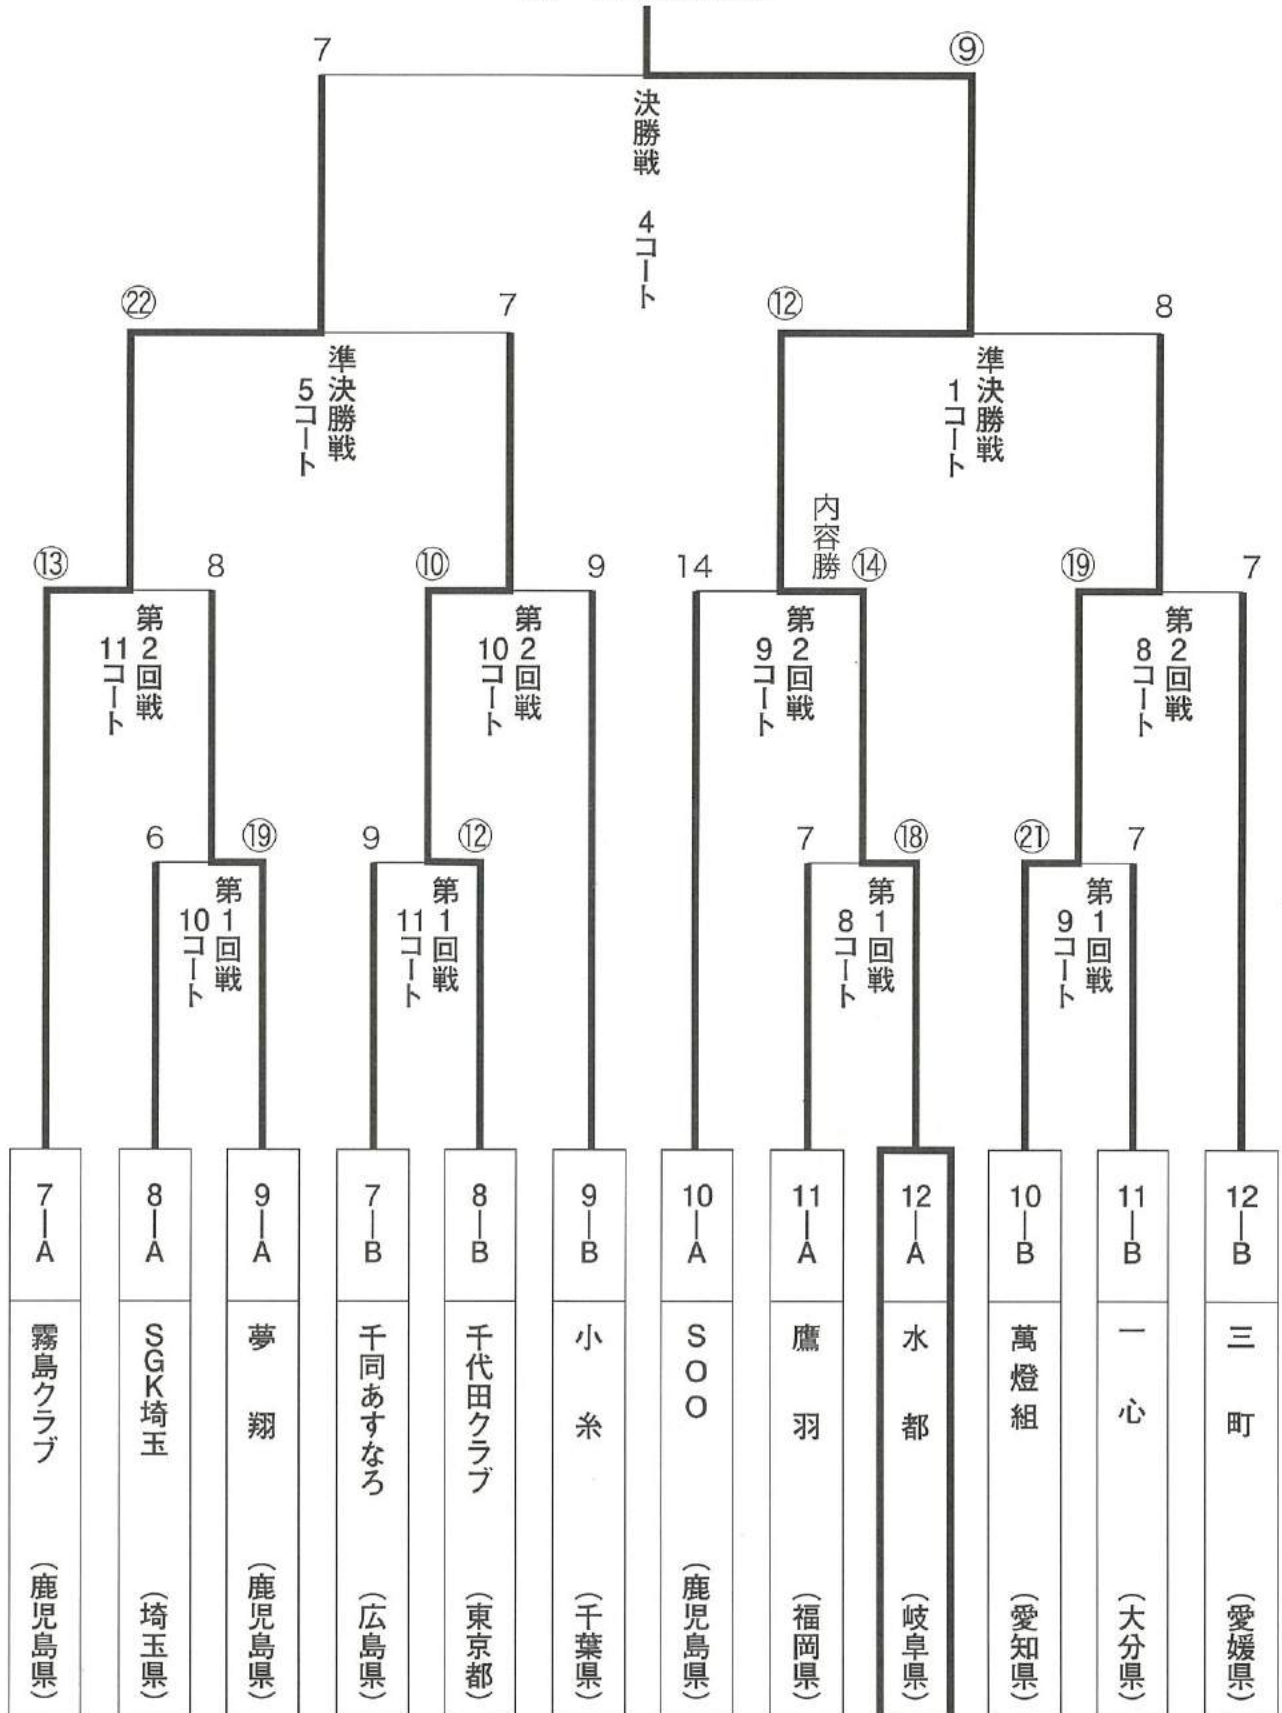 7 ⑨
決勝戦 4コート
㉒ 7 ⑫ 8
準決勝戦 5コート
準決勝戦 1コート
内容勝
⑬ 8 ⑩ 9 14 ⑭ ⑲ 7
第2回戦 11コート
第2回戦 10コート
第2回戦 9コート
第2回戦 8コート
6 ⑲ 9 ⑫ 7 ⑱ ㉑ 7
第1回戦 10コート
第1回戦 11コート
第1回戦 8コート
第1回戦 9コート
7―A 霧島クラブ (鹿児島県)
8―A SGK埼玉 (埼玉県)
9―A 夢翔 (鹿児島県)
7―B 千同あすなろ (広島県)
8―B 千代田クラブ (東京都)
9―B 小糸 (千葉県)
10―A SOO (鹿児島県)
11―A 鷹羽 (福岡県)
12―A 水都 (岐阜県)
10―B 萬燈組 (愛知県)
11―B 一心 (大分県)
12―B 三町 (愛媛県)